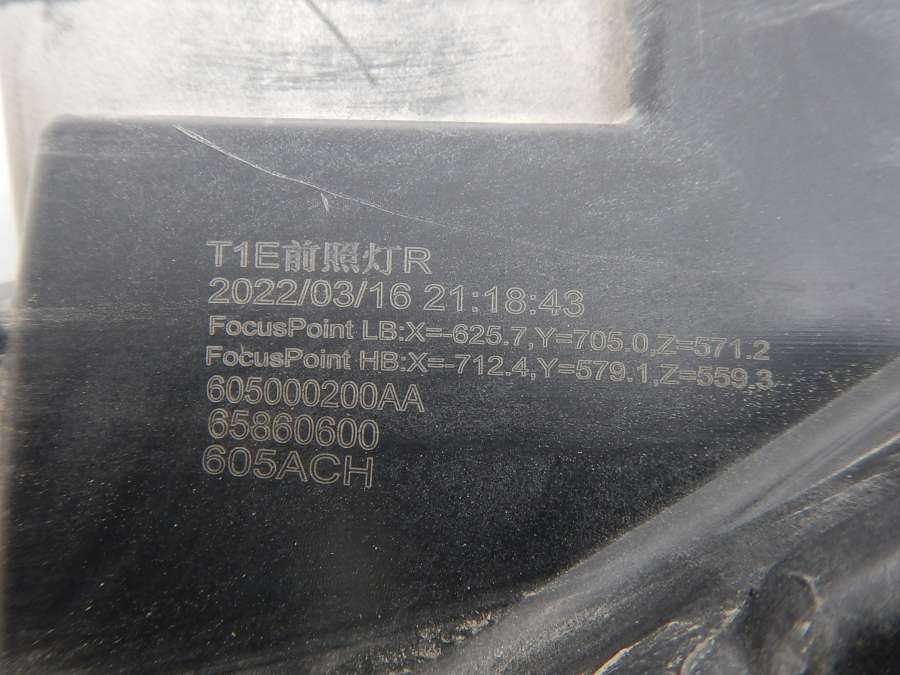 T1E前照灯R
2022/03/16 21:18:43
FocusPoint LB:X=-625.7,Y=705.0,Z=571.2
FocusPoint HB:X=-712.4,Y=579.1,Z=559.3
605000200AA
65860600
605ACH